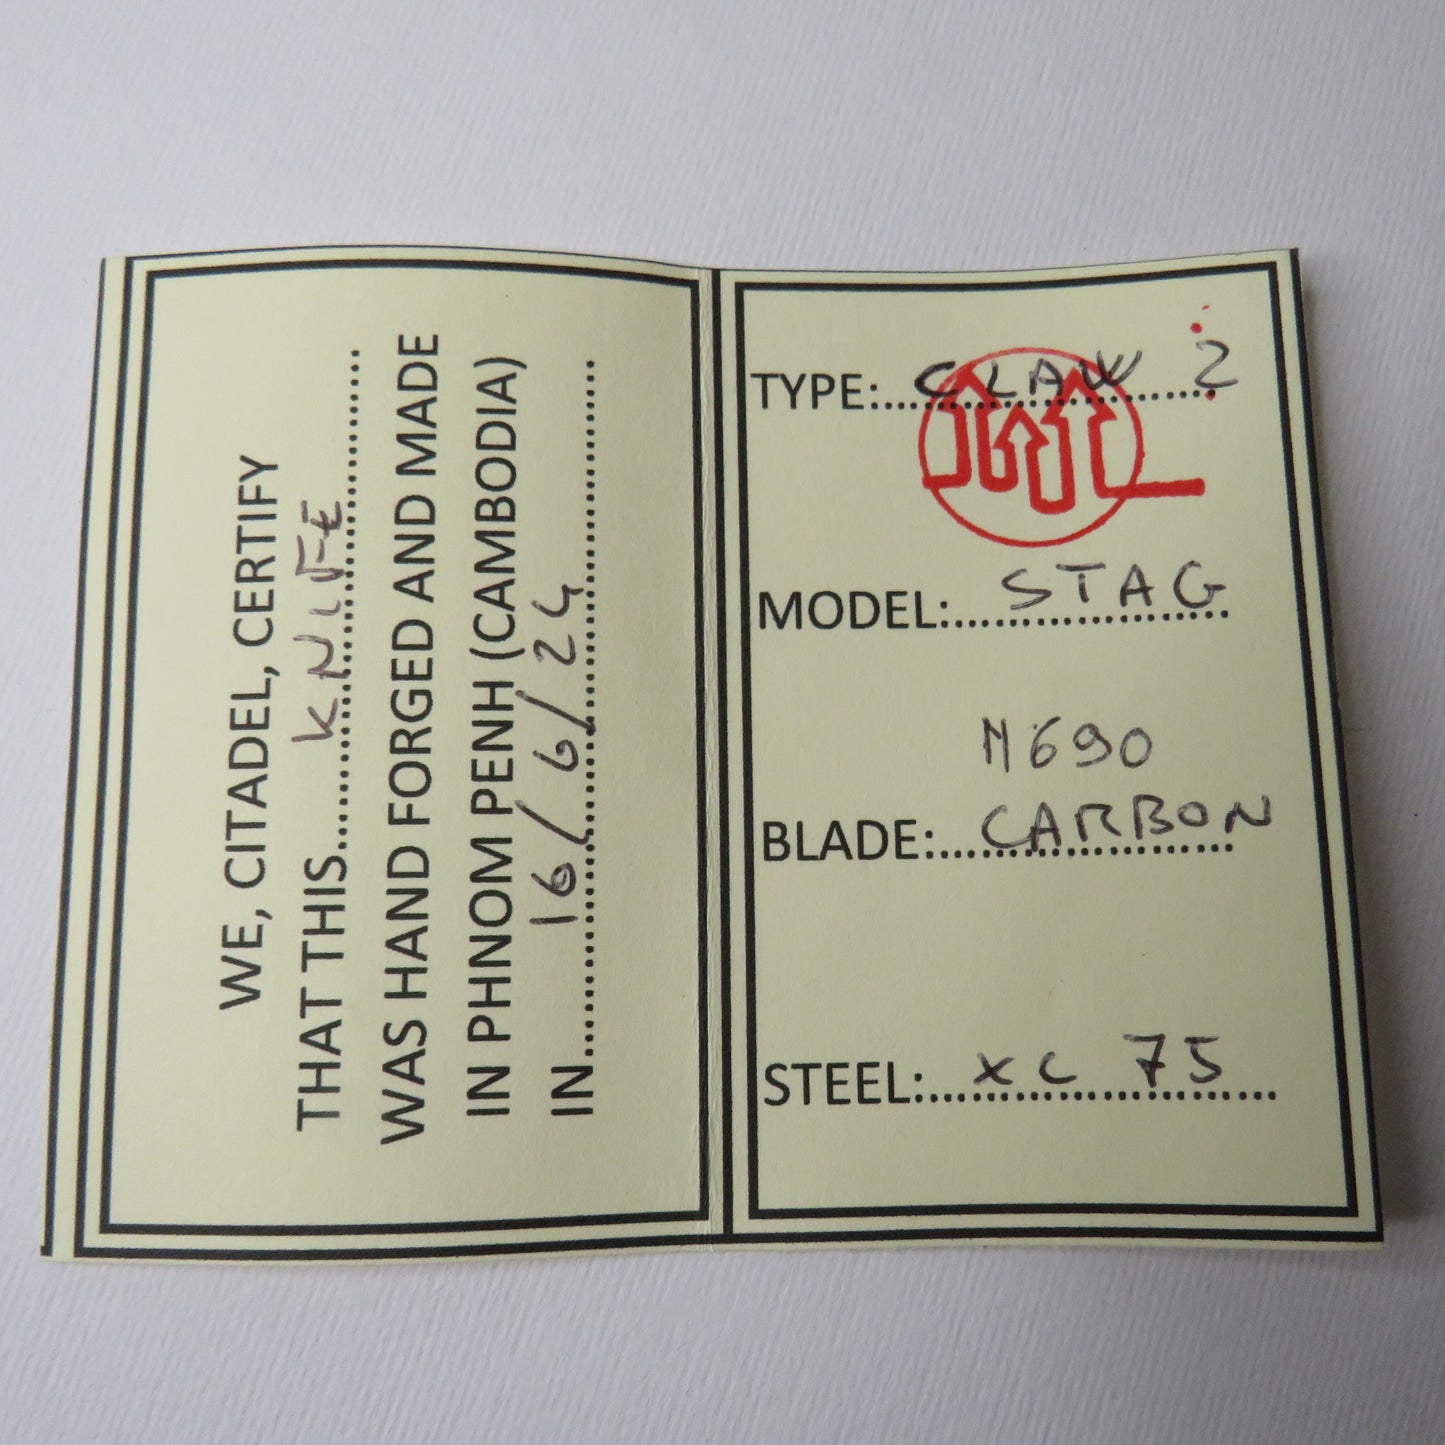 WE, CITADEL, CERTIFY
THAT THIS.......KNIFE.......
WAS HAND FORGED AND MADE
IN PHNOM PENH (CAMBODIA)
IN.......16/6/24.......
TYPE:...CLAW 2
MODEL:...STAG
N690
BLADE:...CARBON
STEEL:...XC 75